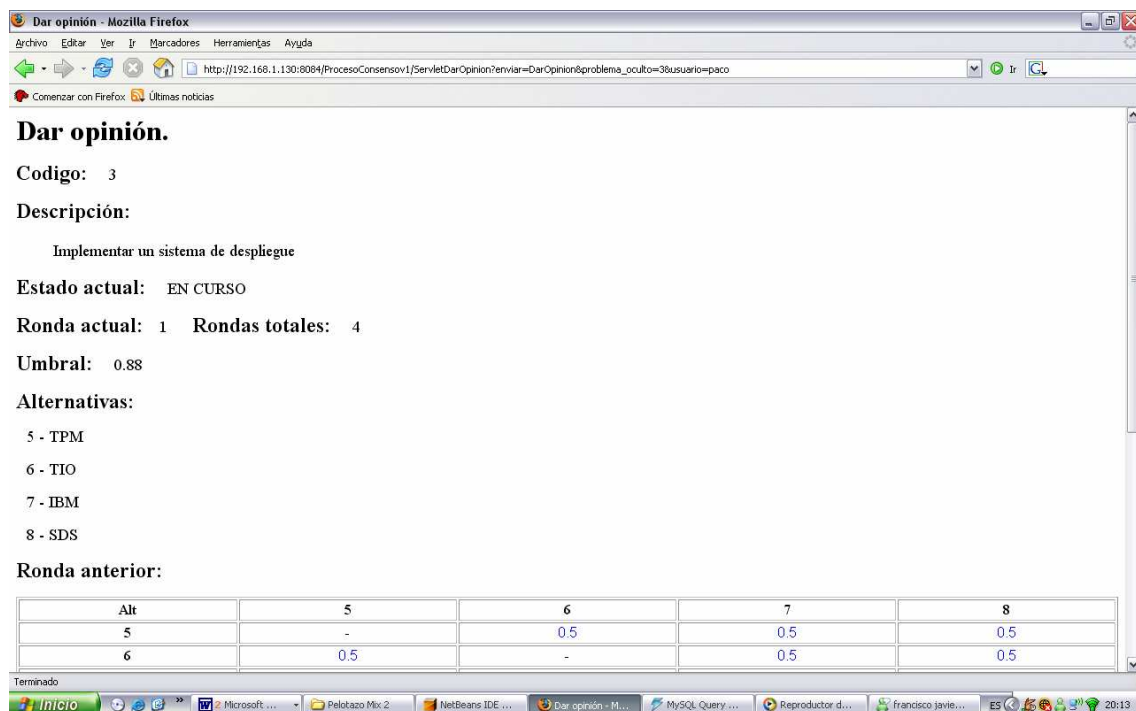 Dar opinión - Mozilla Firefox
Archivo Editar Ver Ir Marcadores Herramientas Ayuda
http://192.168.1.130:8084/ProcesoConsensov1/ServletDarOpinion?enviar=DarOpinion&problema_oculto=3&usuario=paco Ir
Comenzar con Firefox Últimas noticias
Dar opinión.
Codigo: 3
Descripción:
Implementar un sistema de despliegue
Estado actual: EN CURSO
Ronda actual: 1 Rondas totales: 4
Umbral: 0.88
Alternativas:
5 - TPM
6 - TIO
7 - IBM
8 - SDS
Ronda anterior:
Alt 5 6 7 8
5 - 0.5 0.5 0.5
6 0.5 - 0.5 0.5
Terminado
Inicio » 2 Microsoft ... Pelotazo Mix 2 NetBeans IDE ... Dar opinión - M... MySQL Query ... Reproductor d... francisco javie... ES 20:13